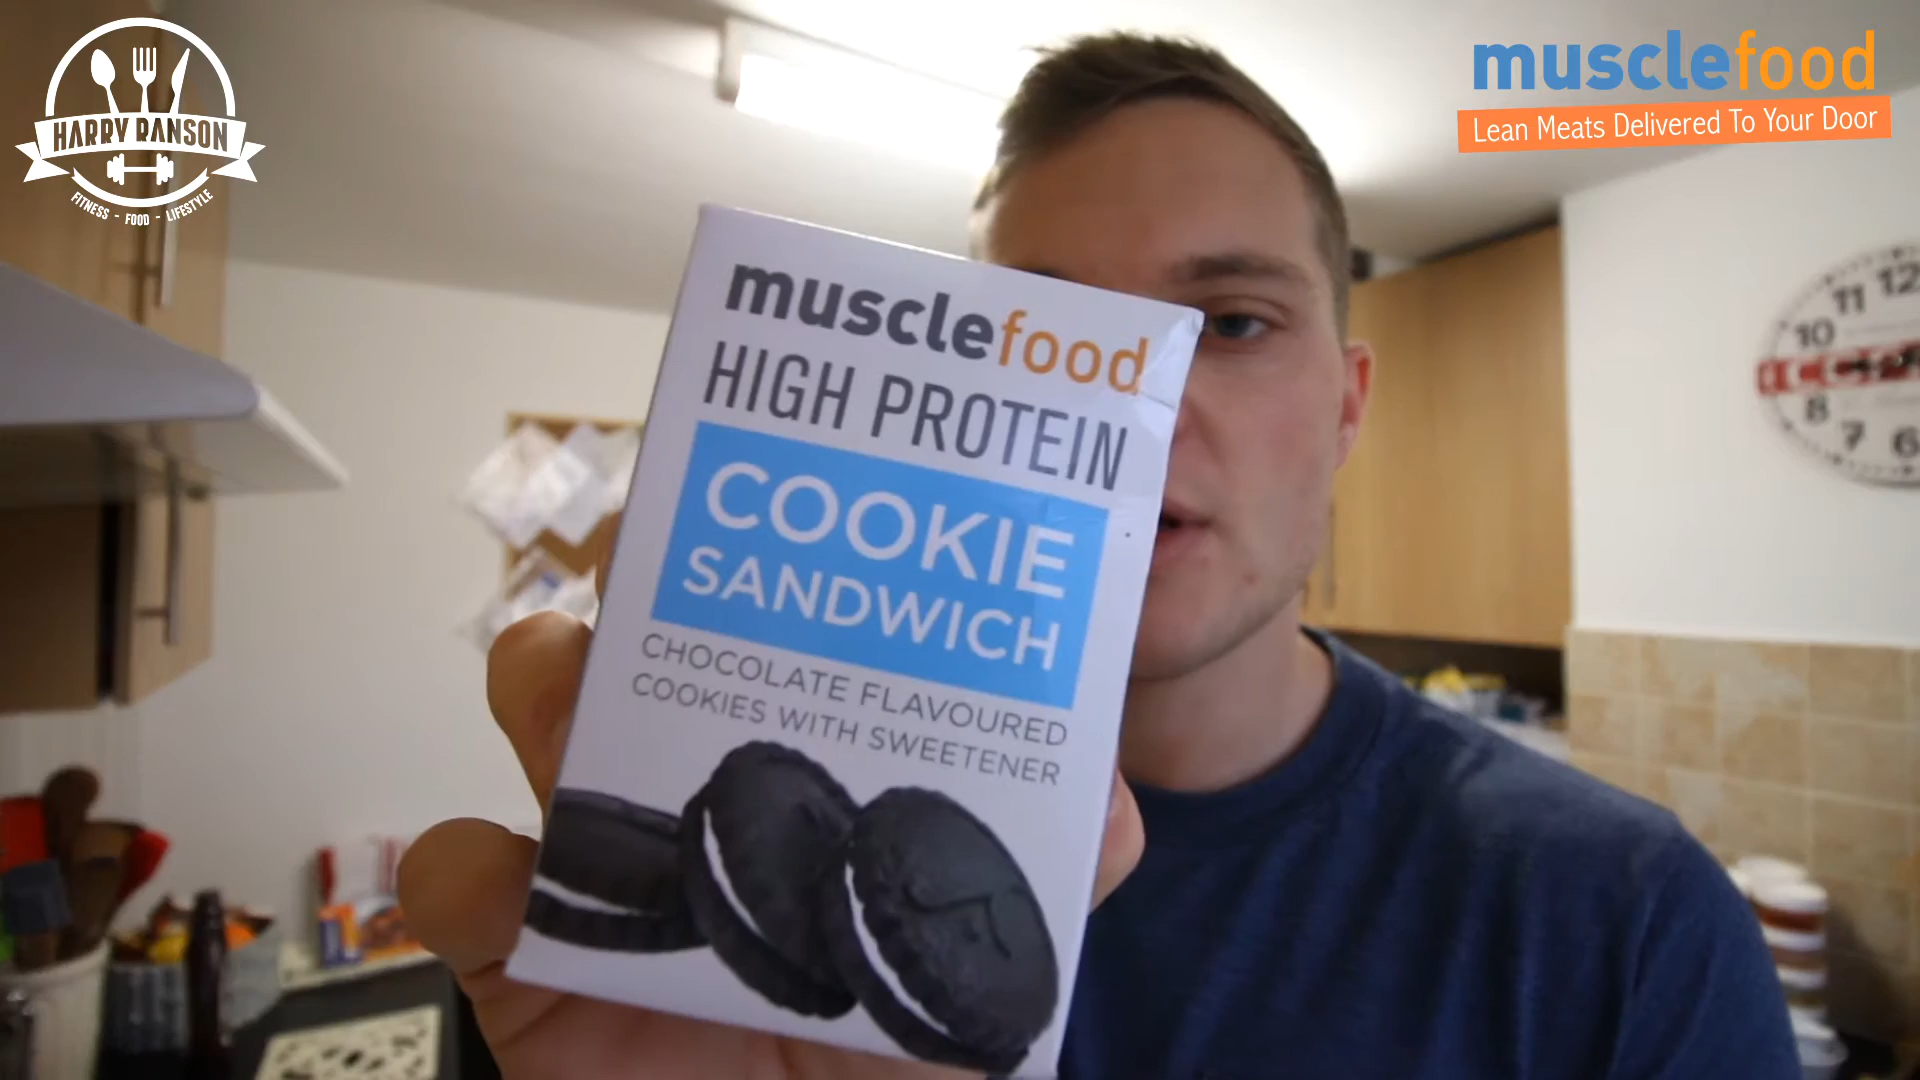 HARRY RANSON
FITNESS - FOOD - LIFESTYLE
musclefood
Lean Meats Delivered To Your Door
musclefood
HIGH PROTEIN
COOKIE
SANDWICH
CHOCOLATE FLAVOURED
COOKIES WITH SWEETENER
12
11
10
8
7
6